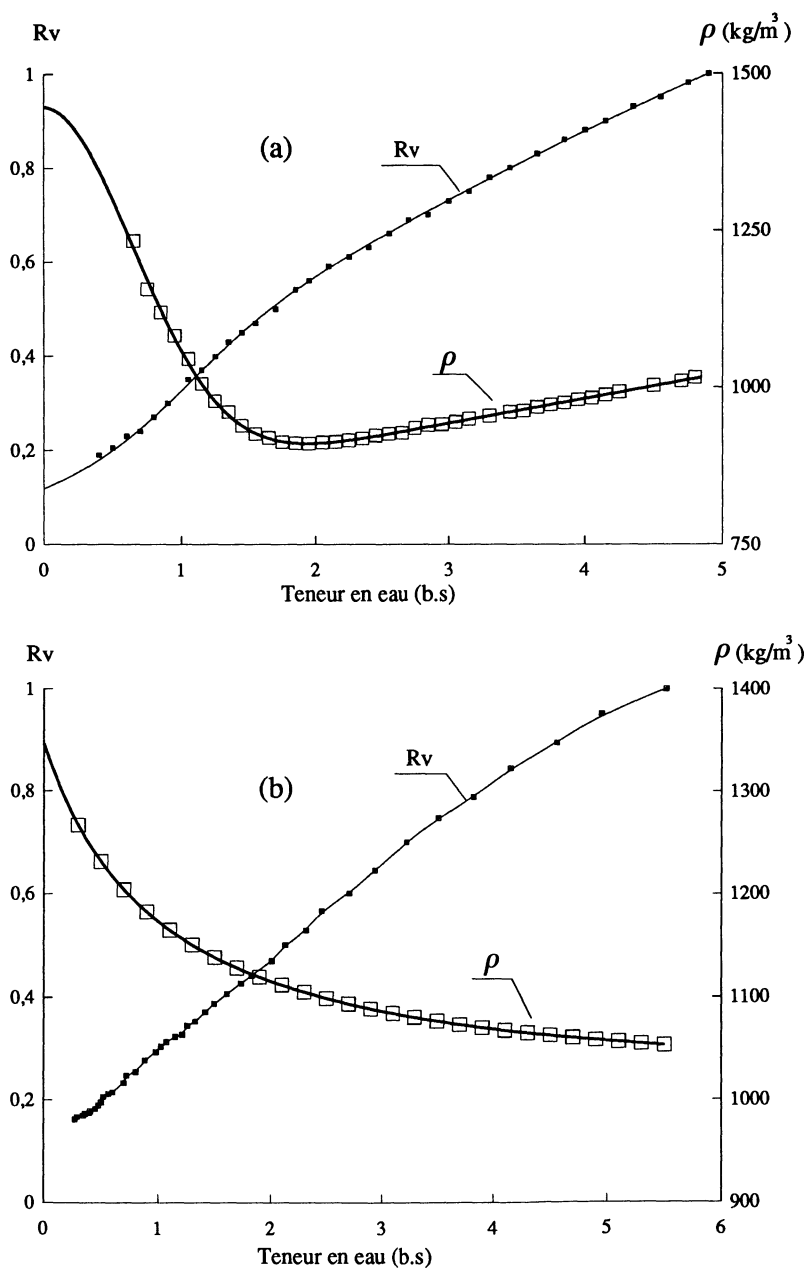 Rv
ρ (kg/m³)
1
1500
(a)
Rv
0,8
1250
0,6
0,4
ρ
1000
0,2
0
750
0
1
2
3
4
5
Teneur en eau (b.s)
Rv
ρ (kg/m³)
1
1400
Rv
(b)
0,8
1300
0,6
1200
ρ
0,4
1100
0,2
1000
0
900
0
1
2
3
4
5
6
Teneur en eau (b.s)